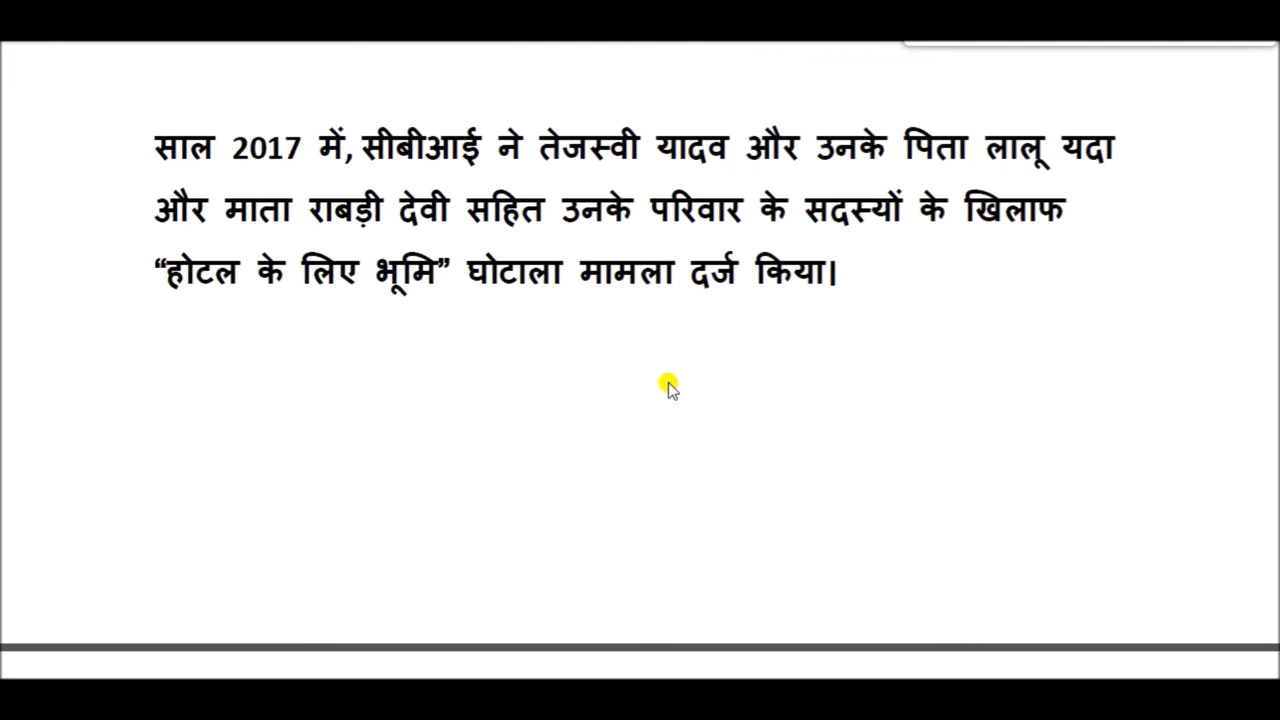 साल 2017 में, सीबीआई ने तेजस्वी यादव और उनके पिता लालू यदा
और माता राबड़ी देवी सहित उनके परिवार के सदस्यों के खिलाफ
“होटल के लिए भूमि” घोटाला मामला दर्ज किया।